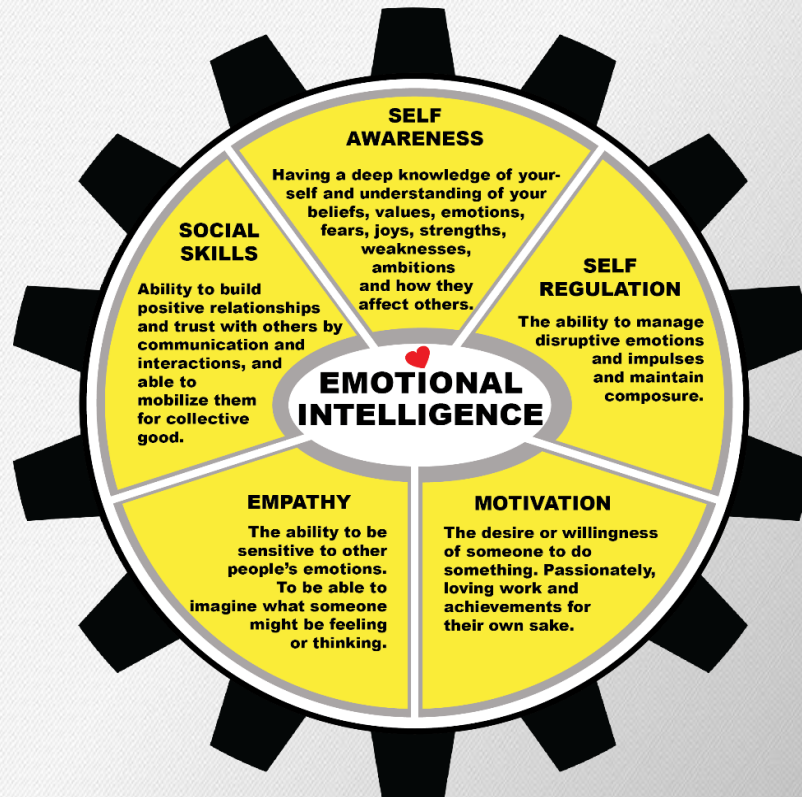 SELF
AWARENESS
Having a deep knowledge of your-
self and understanding of your
beliefs, values, emotions,
fears, joys, strengths,
weaknesses,
ambitions
and how they
affect others.
SELF
REGULATION
The ability to manage
disruptive emotions
and impulses
and maintain
composure.
MOTIVATION
The desire or willingness
of someone to do
something. Passionately,
loving work and
achievements for
their own sake.
EMPATHY
The ability to be
sensitive to other
people's emotions.
To be able to
imagine what someone
might be feeling
or thinking.
SOCIAL
SKILLS
Ability to build
positive relationships
and trust with others by
communication and
interactions, and
able to
mobilize them
for collective
good.
EMOTIONAL
INTELLIGENCE